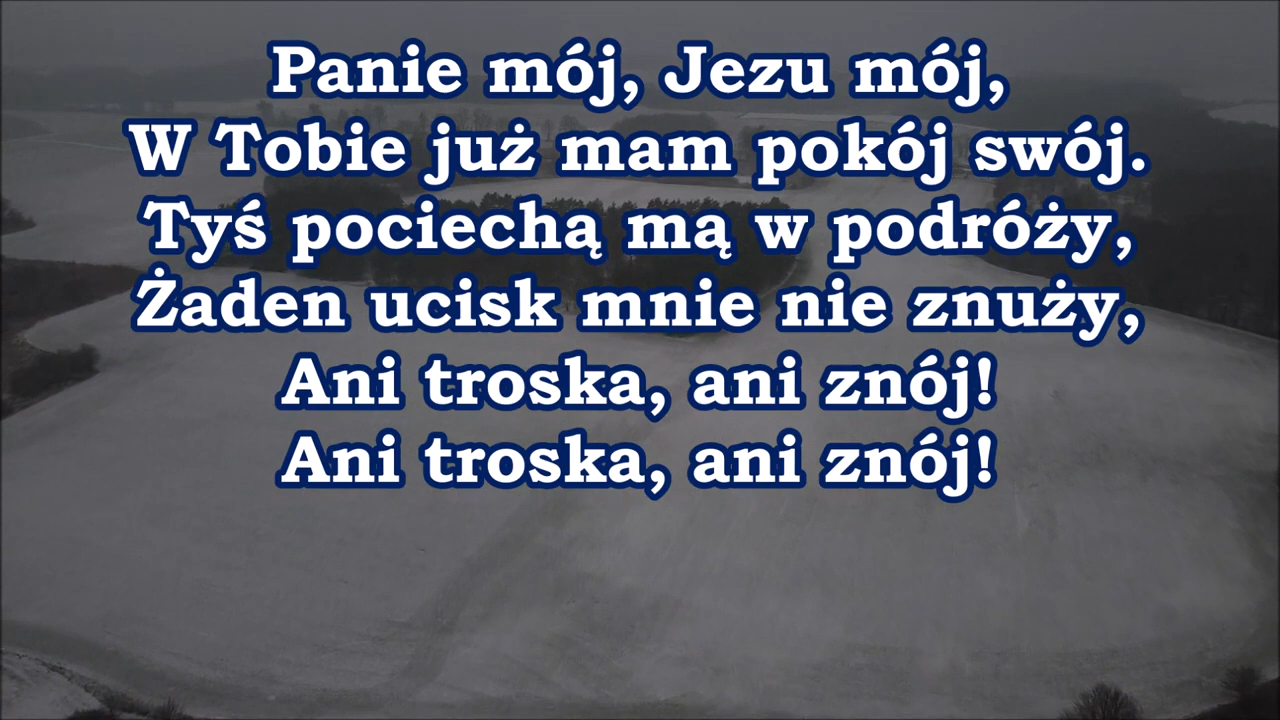 Panie mój, Jezu mój,
W Tobie już mam pokój swój.
Tyś pociechą mą w podróży,
Żaden ucisk mnie nie znuży,
Ani troska, ani znój!
Ani troska, ani znój!